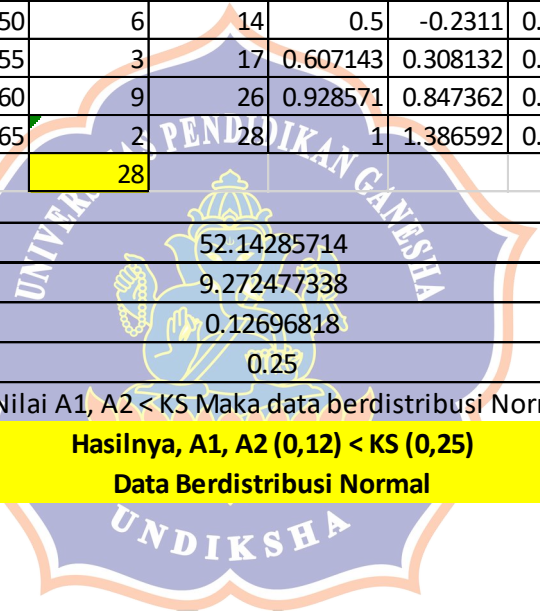 50 6 14 0.5 -0.2311 0.
55 3 17 0.607143 0.308132 0.
60 9 26 0.928571 0.847362 0.
65 2 28 1 1.386592 0.
28
52.14285714
9.272477338
0.12696818
0.25
Nilai A1, A2 < KS Maka data berdistribusi Norm
Hasilnya, A1, A2 (0,12) < KS (0,25)
Data Berdistribusi Normal
UNIVERSITAS PENDIDIKAN GANESHA
UNDIKSHA